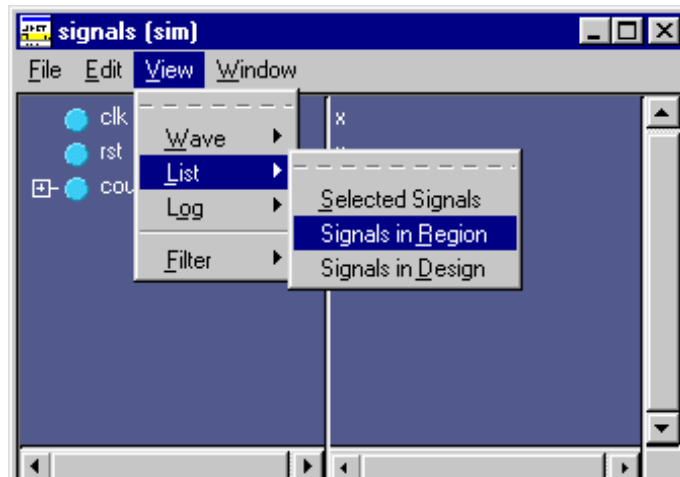 signals (sim)
File Edit View Window
clk
x
Wave
rst
List
cou
Selected Signals
Log
Signals in Region
Filter
Signals in Design